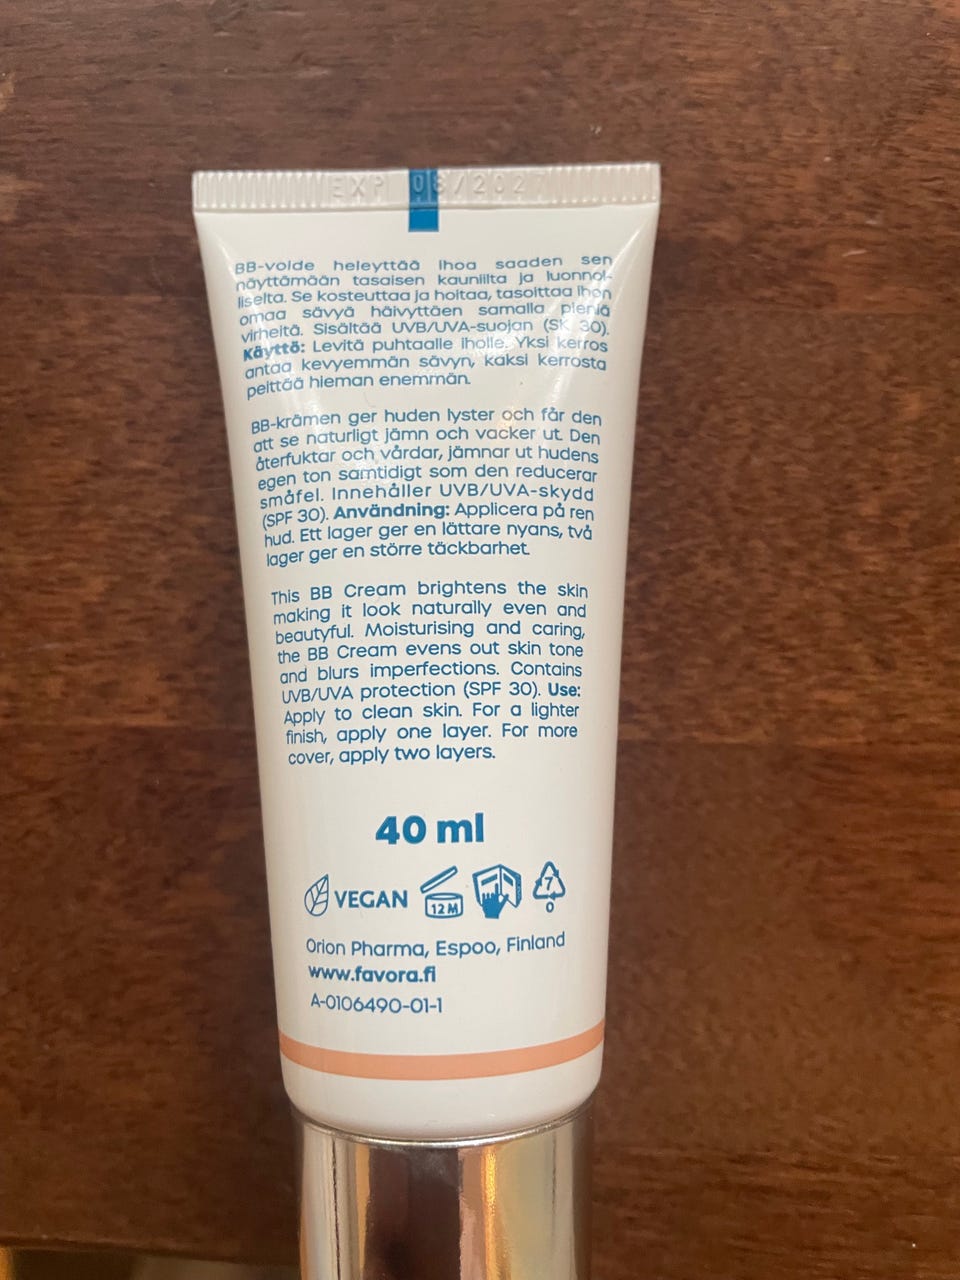 EXP 08/2027
BB-voide heleyttää ihoa saaden sen
näyttämään tasaisen kauniilta ja luonnol-
liselta. Se kosteuttaa ja hoitaa, tasoittaa ihon
omaa sävyä häivyttäen samalla pieniä
virheitä. Sisältää UVB/UVA-suojan (SK 30).
Käyttö: Levitä puhtaalle iholle. Yksi kerros
antaa kevyemmän sävyn, kaksi kerrosta
peittää hieman enemmän.
BB-krämen ger huden lyster och får den
att se naturligt jämn och vacker ut. Den
återfuktar och vårdar, jämnar ut hudens
egen ton samtidigt som den reducerar
småfel. Innehåller UVB/UVA-skydd
(SPF 30). Användning: Applicera på ren
hud. Ett lager ger en lättare nyans, två
lager ger en större täckbarhet.
This BB Cream brightens the skin
making it look naturally even and
beautyful. Moisturising and caring,
the BB Cream evens out skin tone
and blurs imperfections. Contains
UVB/UVA protection (SPF 30). Use:
Apply to clean skin. For a lighter
finish, apply one layer. For more
cover, apply two layers.
40 ml
VEGAN 12 M 7
O
Orion Pharma, Espoo, Finland
www.favora.fi
A-0106490-01-1